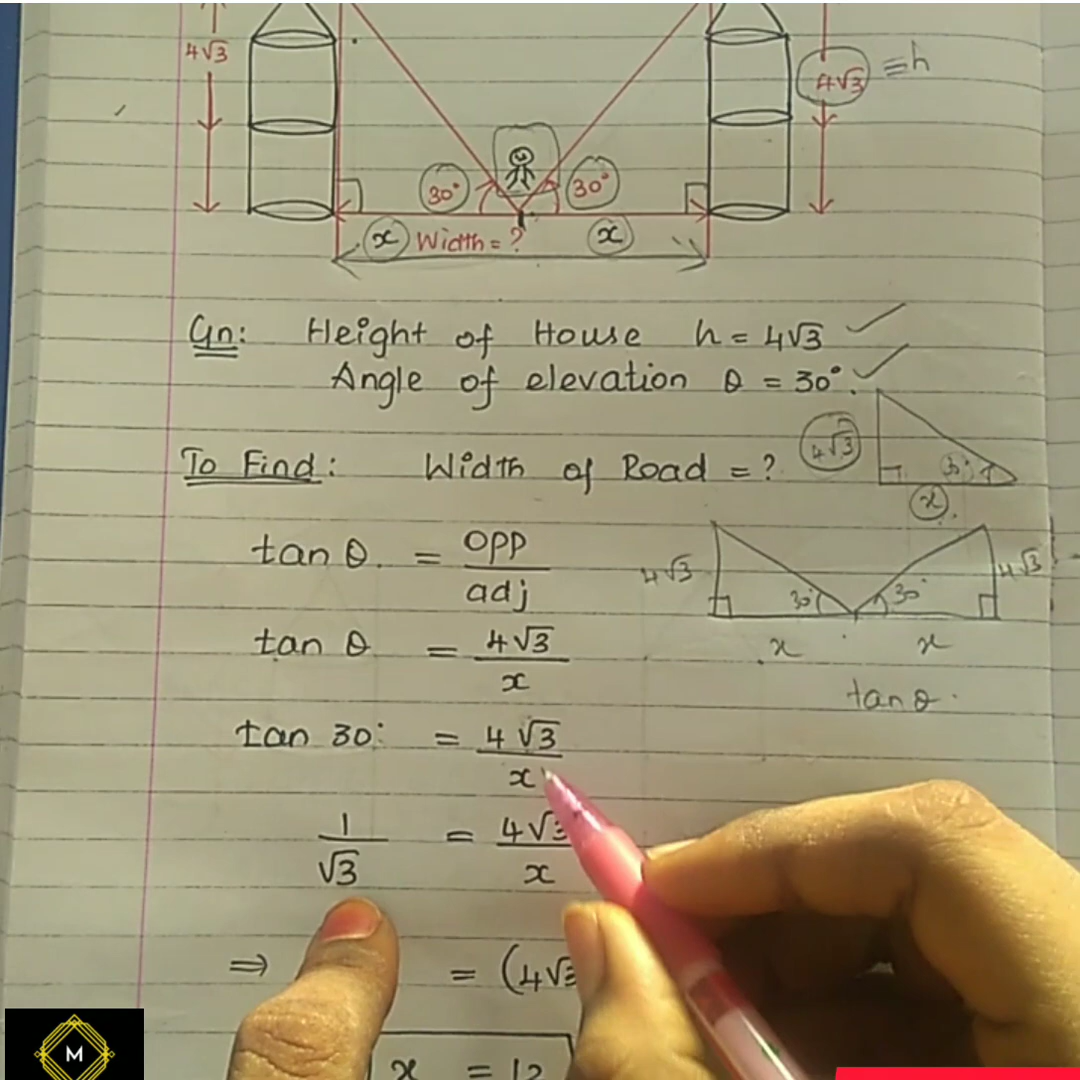 4√3
4√3 = h
30° 30°
x Width = ? x
Gn: Height of House h = 4√3
Angle of elevation θ = 30°.
4√3
30°
x.
To Find: Width of Road = ?
tan θ. = opp/adj
4√3 30° 30° 4√3
x x
tan θ = 4√3/x
tan θ.
tan 30° = 4√3/x
1/√3 = 4√3/x
⇒ = (4√3
x = 12
M